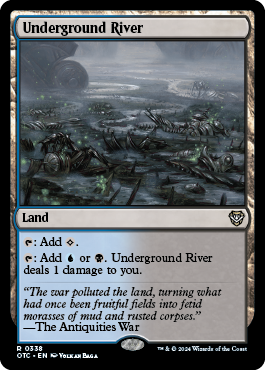 Underground River
Land
: Add .
: Add or . Underground River
deals 1 damage to you.
“The war polluted the land, turning what
had once been fruitful fields into fetid
morasses of mud and rusted corpses.”
—The Antiquities War
R 0338
OTC • EN Volkan Baga
™ & © 2024 Wizards of the Coast